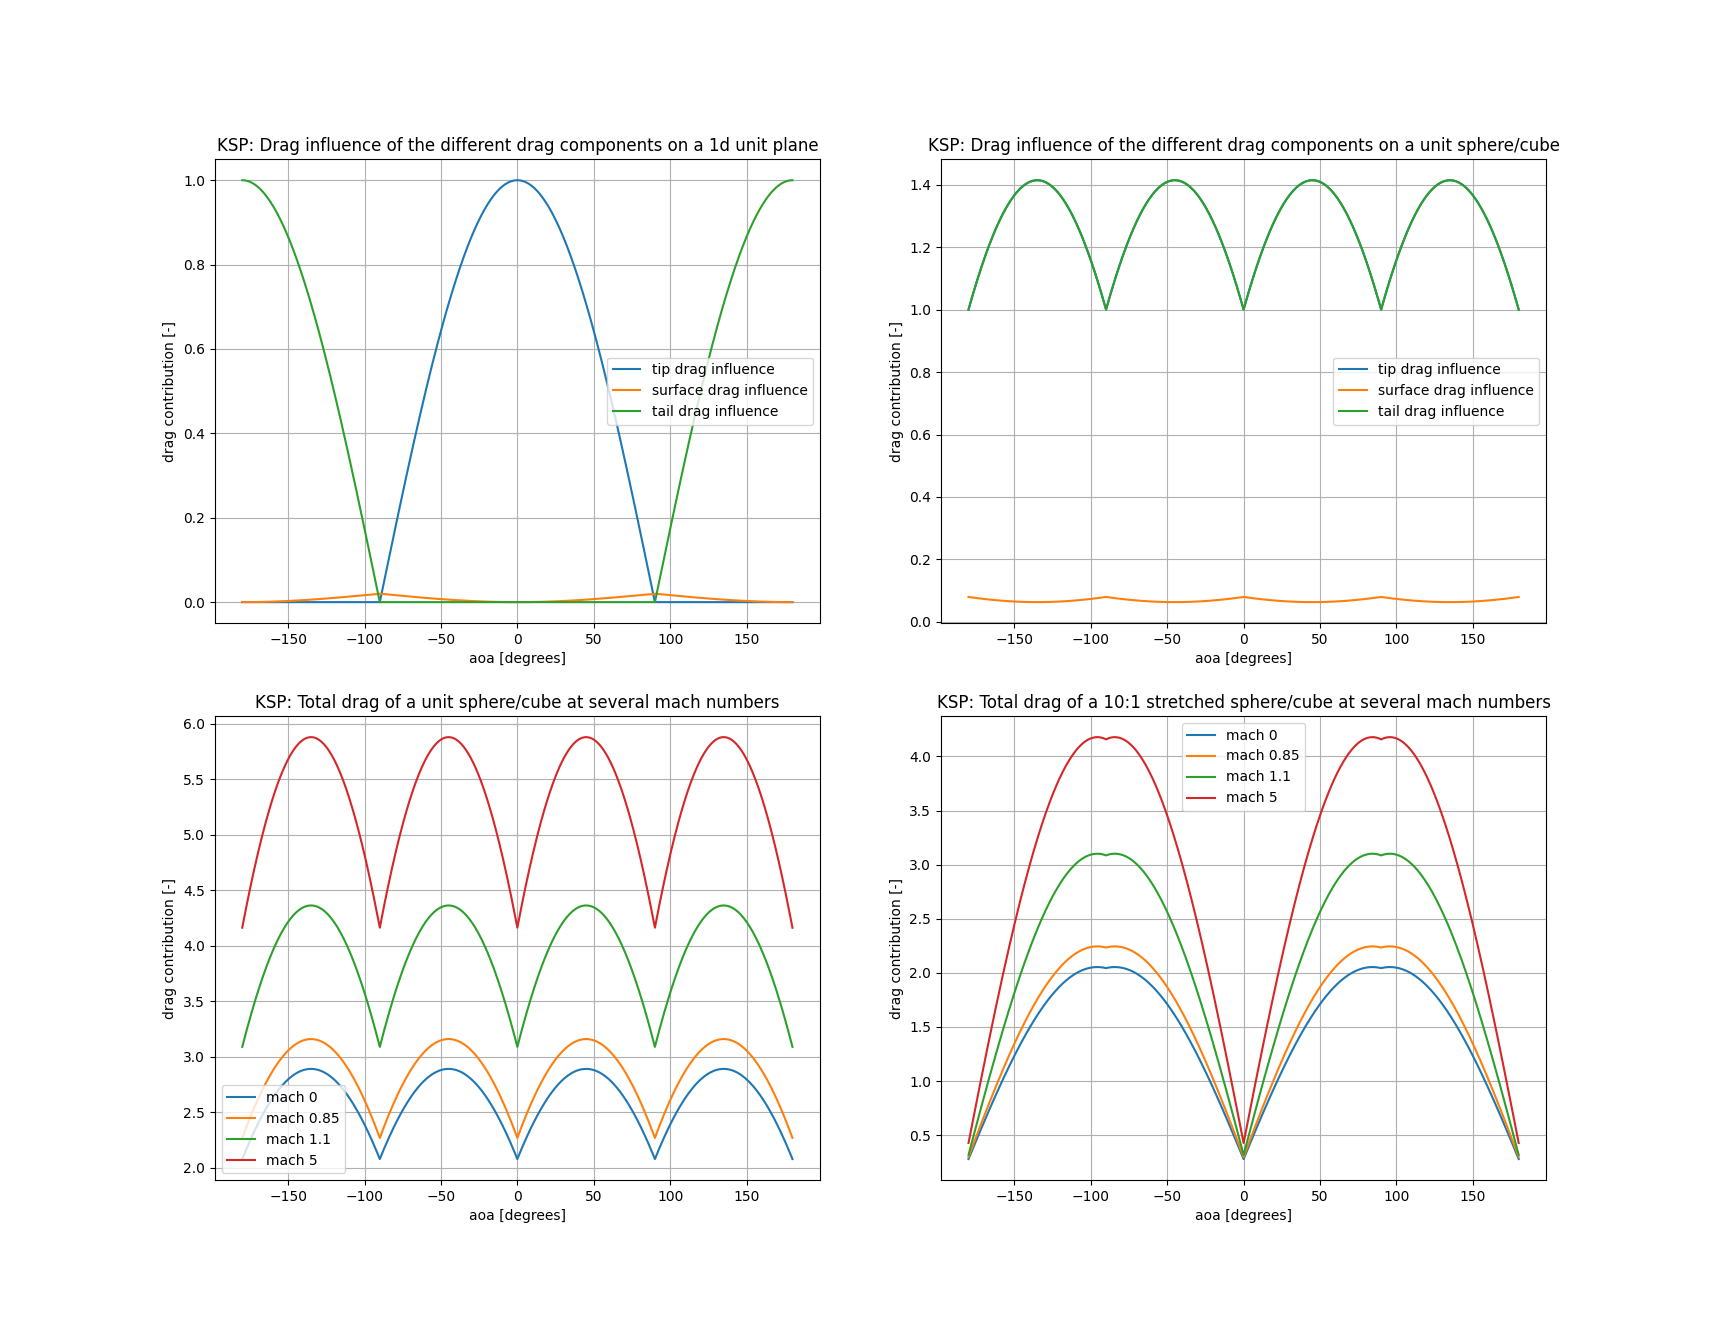 KSP: Drag influence of the different drag components on a 1d unit plane
1.0
0.8
0.6
0.4
0.2
0.0
drag contribution [-]
tip drag influence
surface drag influence
tail drag influence
−150 −100 −50 0 50 100 150
aoa [degrees]
KSP: Drag influence of the different drag components on a unit sphere/cube
1.4
1.2
1.0
0.8
0.6
0.4
0.2
0.0
drag contribution [-]
tip drag influence
surface drag influence
tail drag influence
−150 −100 −50 0 50 100 150
aoa [degrees]
KSP: Total drag of a unit sphere/cube at several mach numbers
6.0
5.5
5.0
4.5
4.0
3.5
3.0
2.5
2.0
drag contribution [-]
mach 0
mach 0.85
mach 1.1
mach 5
−150 −100 −50 0 50 100 150
aoa [degrees]
KSP: Total drag of a 10:1 stretched sphere/cube at several mach numbers
mach 0
mach 0.85
mach 1.1
mach 5
4.0
3.5
3.0
2.5
2.0
1.5
1.0
0.5
drag contribution [-]
−150 −100 −50 0 50 100 150
aoa [degrees]